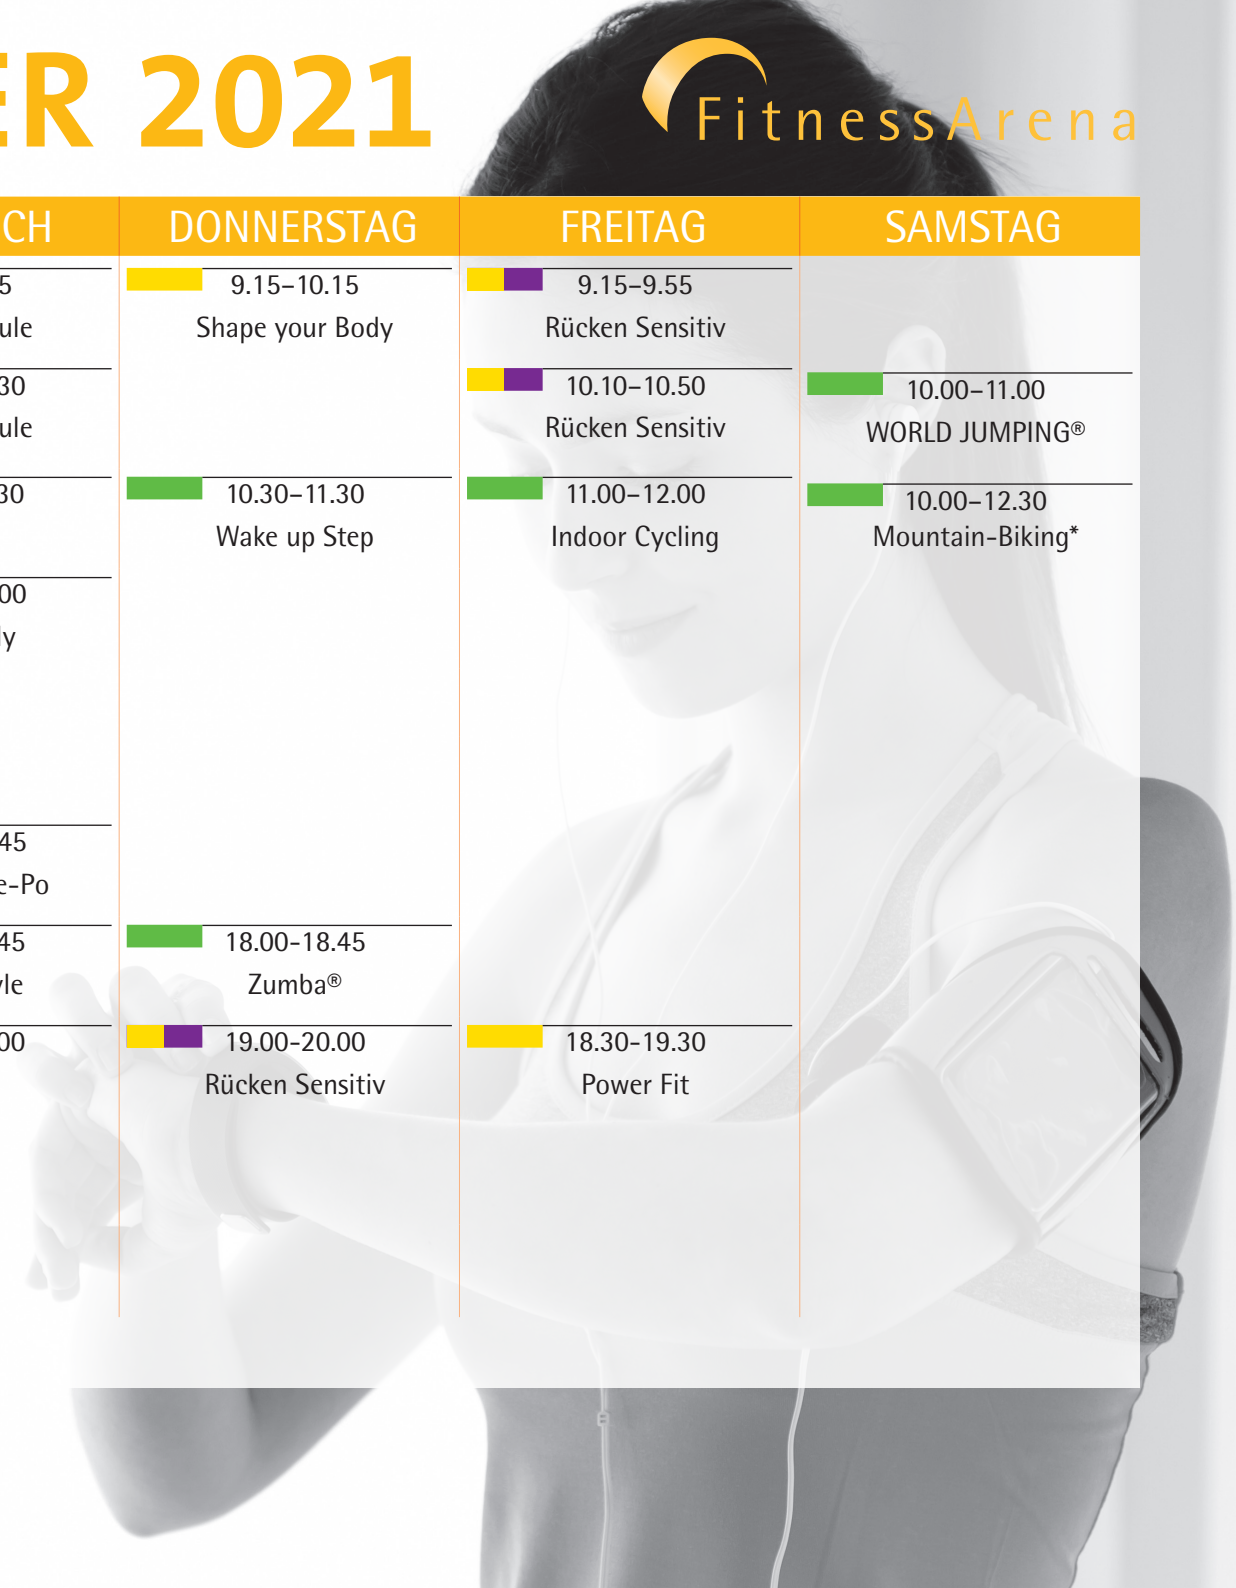 ER 2021
FitnessArena
CH
5
ule
30
ule
30
00
ly
45
e-Po
45
yle
00
DONNERSTAG
9.15–10.15
Shape your Body
10.30–11.30
Wake up Step
18.00-18.45
Zumba®
19.00-20.00
Rücken Sensitiv
FREITAG
9.15–9.55
Rücken Sensitiv
10.10–10.50
Rücken Sensitiv
11.00–12.00
Indoor Cycling
18.30-19.30
Power Fit
SAMSTAG
10.00–11.00
WORLD JUMPING®
10.00–12.30
Mountain-Biking*